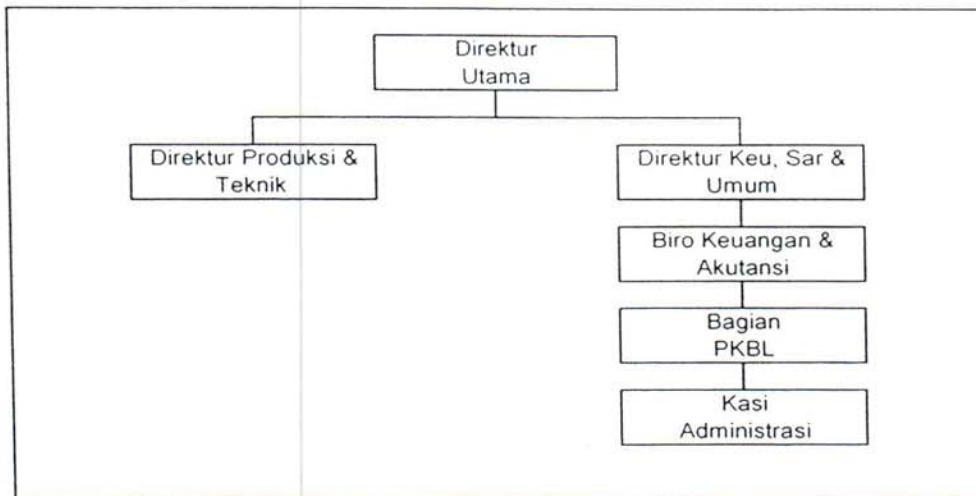 Direktur
Utama
Direktur Produksi &
Teknik
Direktur Keu, Sar &
Umum
Biro Keuangan &
Akutansi
Bagian
PKBL
Kasi
Administrasi